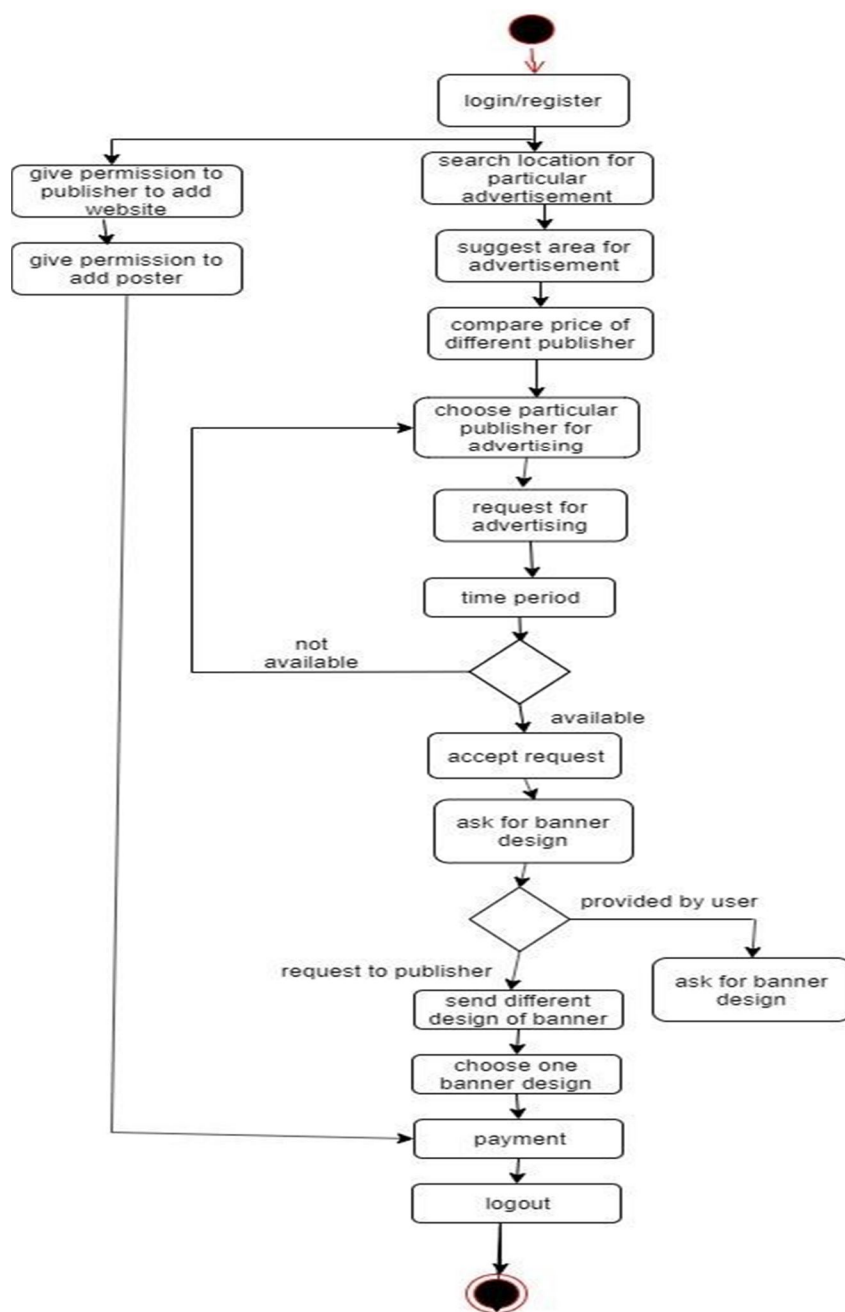 login/register
give permission to
publisher to add
website
search location for
particular
advertisement
give permission to
add poster
suggest area for
advertisement
compare price of
different publisher
choose particular
publisher for
advertising
request for
advertising
time period
not
available
available
accept request
ask for banner
design
provided by user
request to publisher
ask for banner
design
send different
design of banner
choose one
banner design
payment
logout